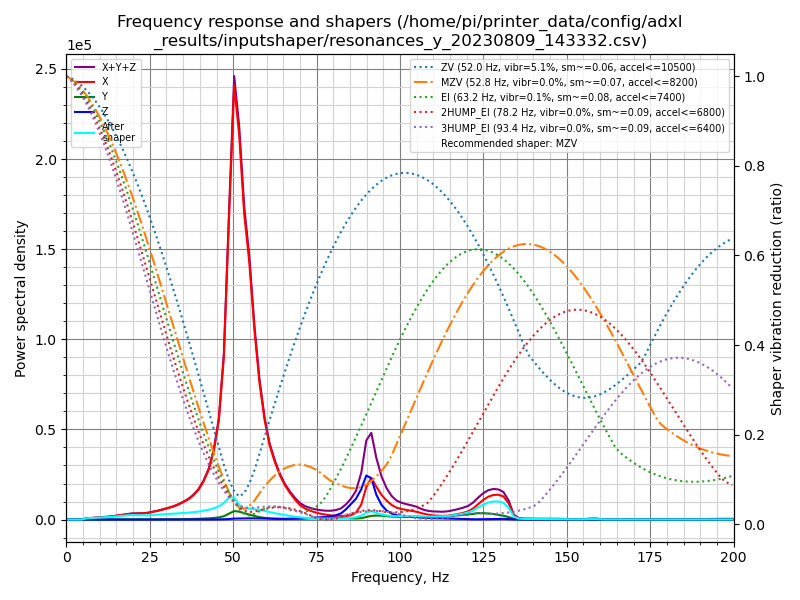 Frequency response and shapers (/home/pi/printer_data/config/adxl
_results/inputshaper/resonances_y_20230809_143332.csv)
1e5
X+Y+Z
X
Y
Z
After
shaper
ZV (52.0 Hz, vibr=5.1%, sm~=0.06, accel<=10500)
MZV (52.8 Hz, vibr=0.0%, sm~=0.07, accel<=8200)
EI (63.2 Hz, vibr=0.1%, sm~=0.08, accel<=7400)
2HUMP_EI (78.2 Hz, vibr=0.0%, sm~=0.09, accel<=6800)
3HUMP_EI (93.4 Hz, vibr=0.0%, sm~=0.09, accel<=6400)
Recommended shaper: MZV
Power spectral density
2.5
2.0
1.5
1.0
0.5
0.0
1.0
0.8
0.6
0.4
0.2
0.0
Shaper vibration reduction (ratio)
0 25 50 75 100 125 150 175 200
Frequency, Hz